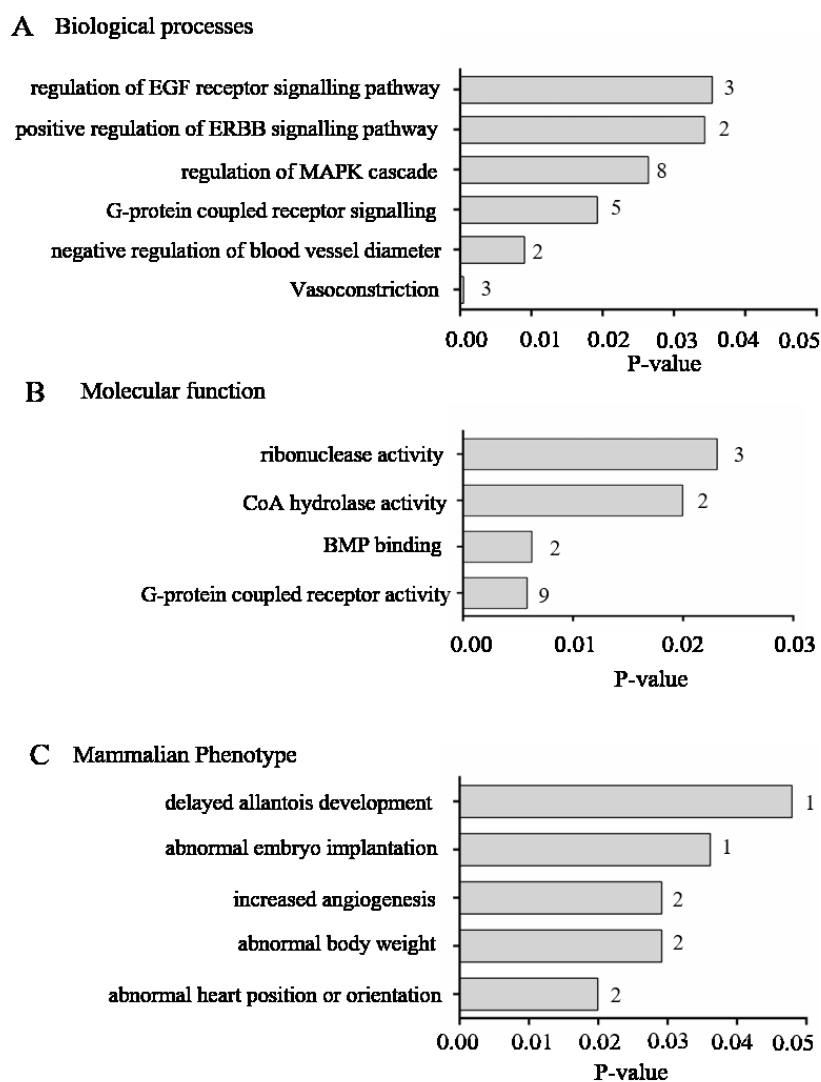 A Biological processes
regulation of EGF receptor signalling pathway 3
positive regulation of ERBB signalling pathway 2
regulation of MAPK cascade 8
G-protein coupled receptor signalling 5
negative regulation of blood vessel diameter 2
Vasoconstriction 3
0.00 0.01 0.02 0.03 0.04 0.05
P-value
B Molecular function
ribonuclease activity 3
CoA hydrolase activity 2
BMP binding 2
G-protein coupled receptor activity 9
0.00 0.01 0.02 0.03
P-value
C Mammalian Phenotype
delayed allantois development 1
abnormal embryo implantation 1
increased angiogenesis 2
abnormal body weight 2
abnormal heart position or orientation 2
0.00 0.01 0.02 0.03 0.04 0.05
P-value